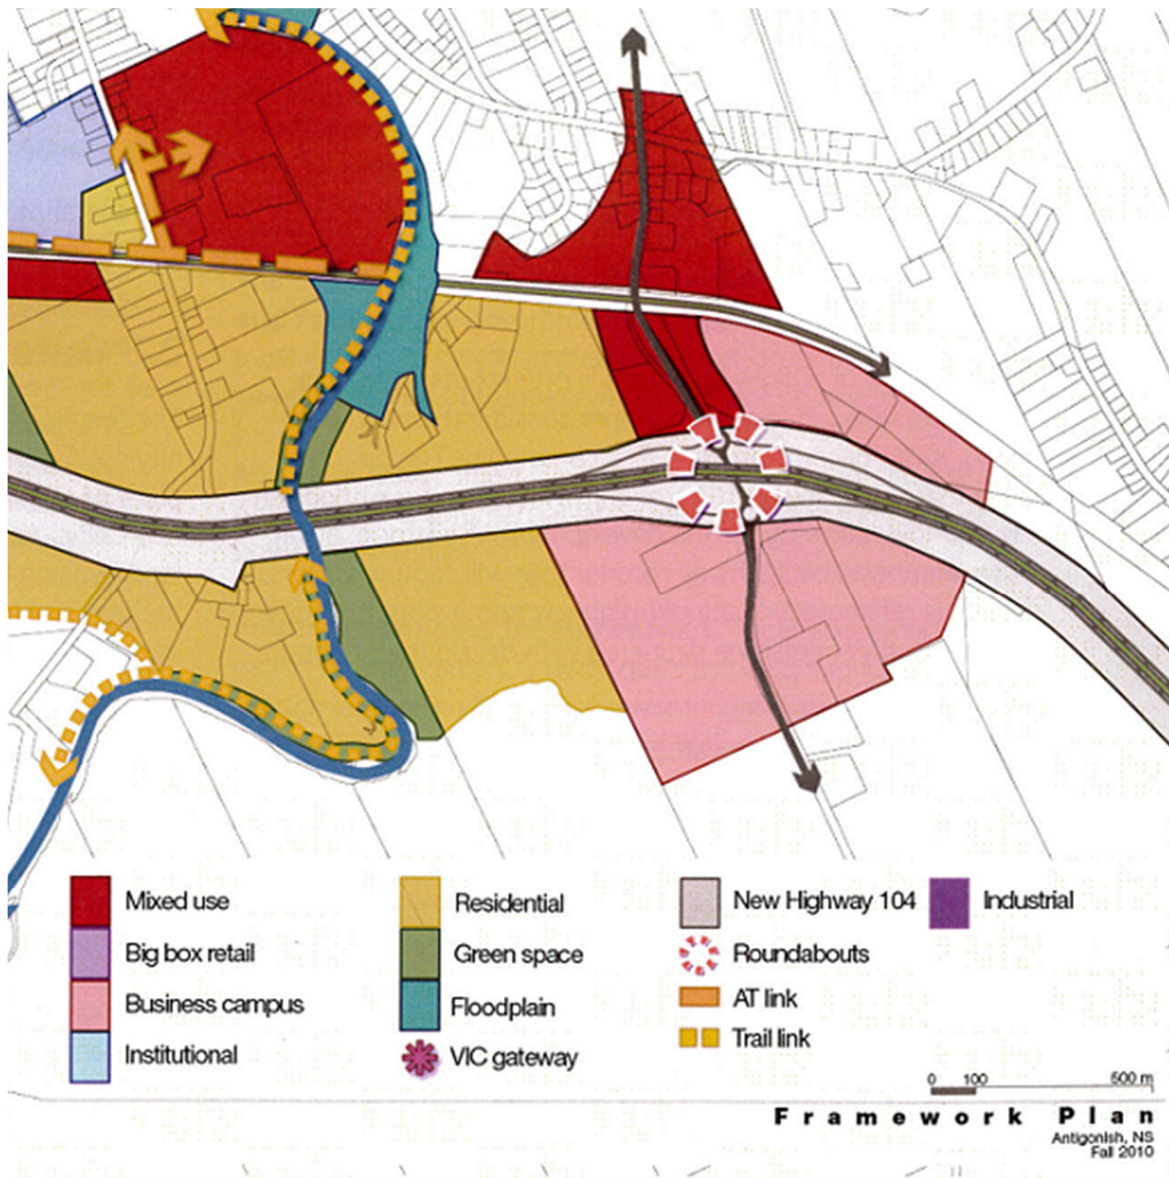 Mixed use
Residential
New Highway 104
Industrial
Big box retail
Green space
Roundabouts
Business campus
Floodplain
AT link
Institutional
VIC gateway
Trail link
0 100 500 m
Framework Plan
Antigonish, NS
Fall 2010